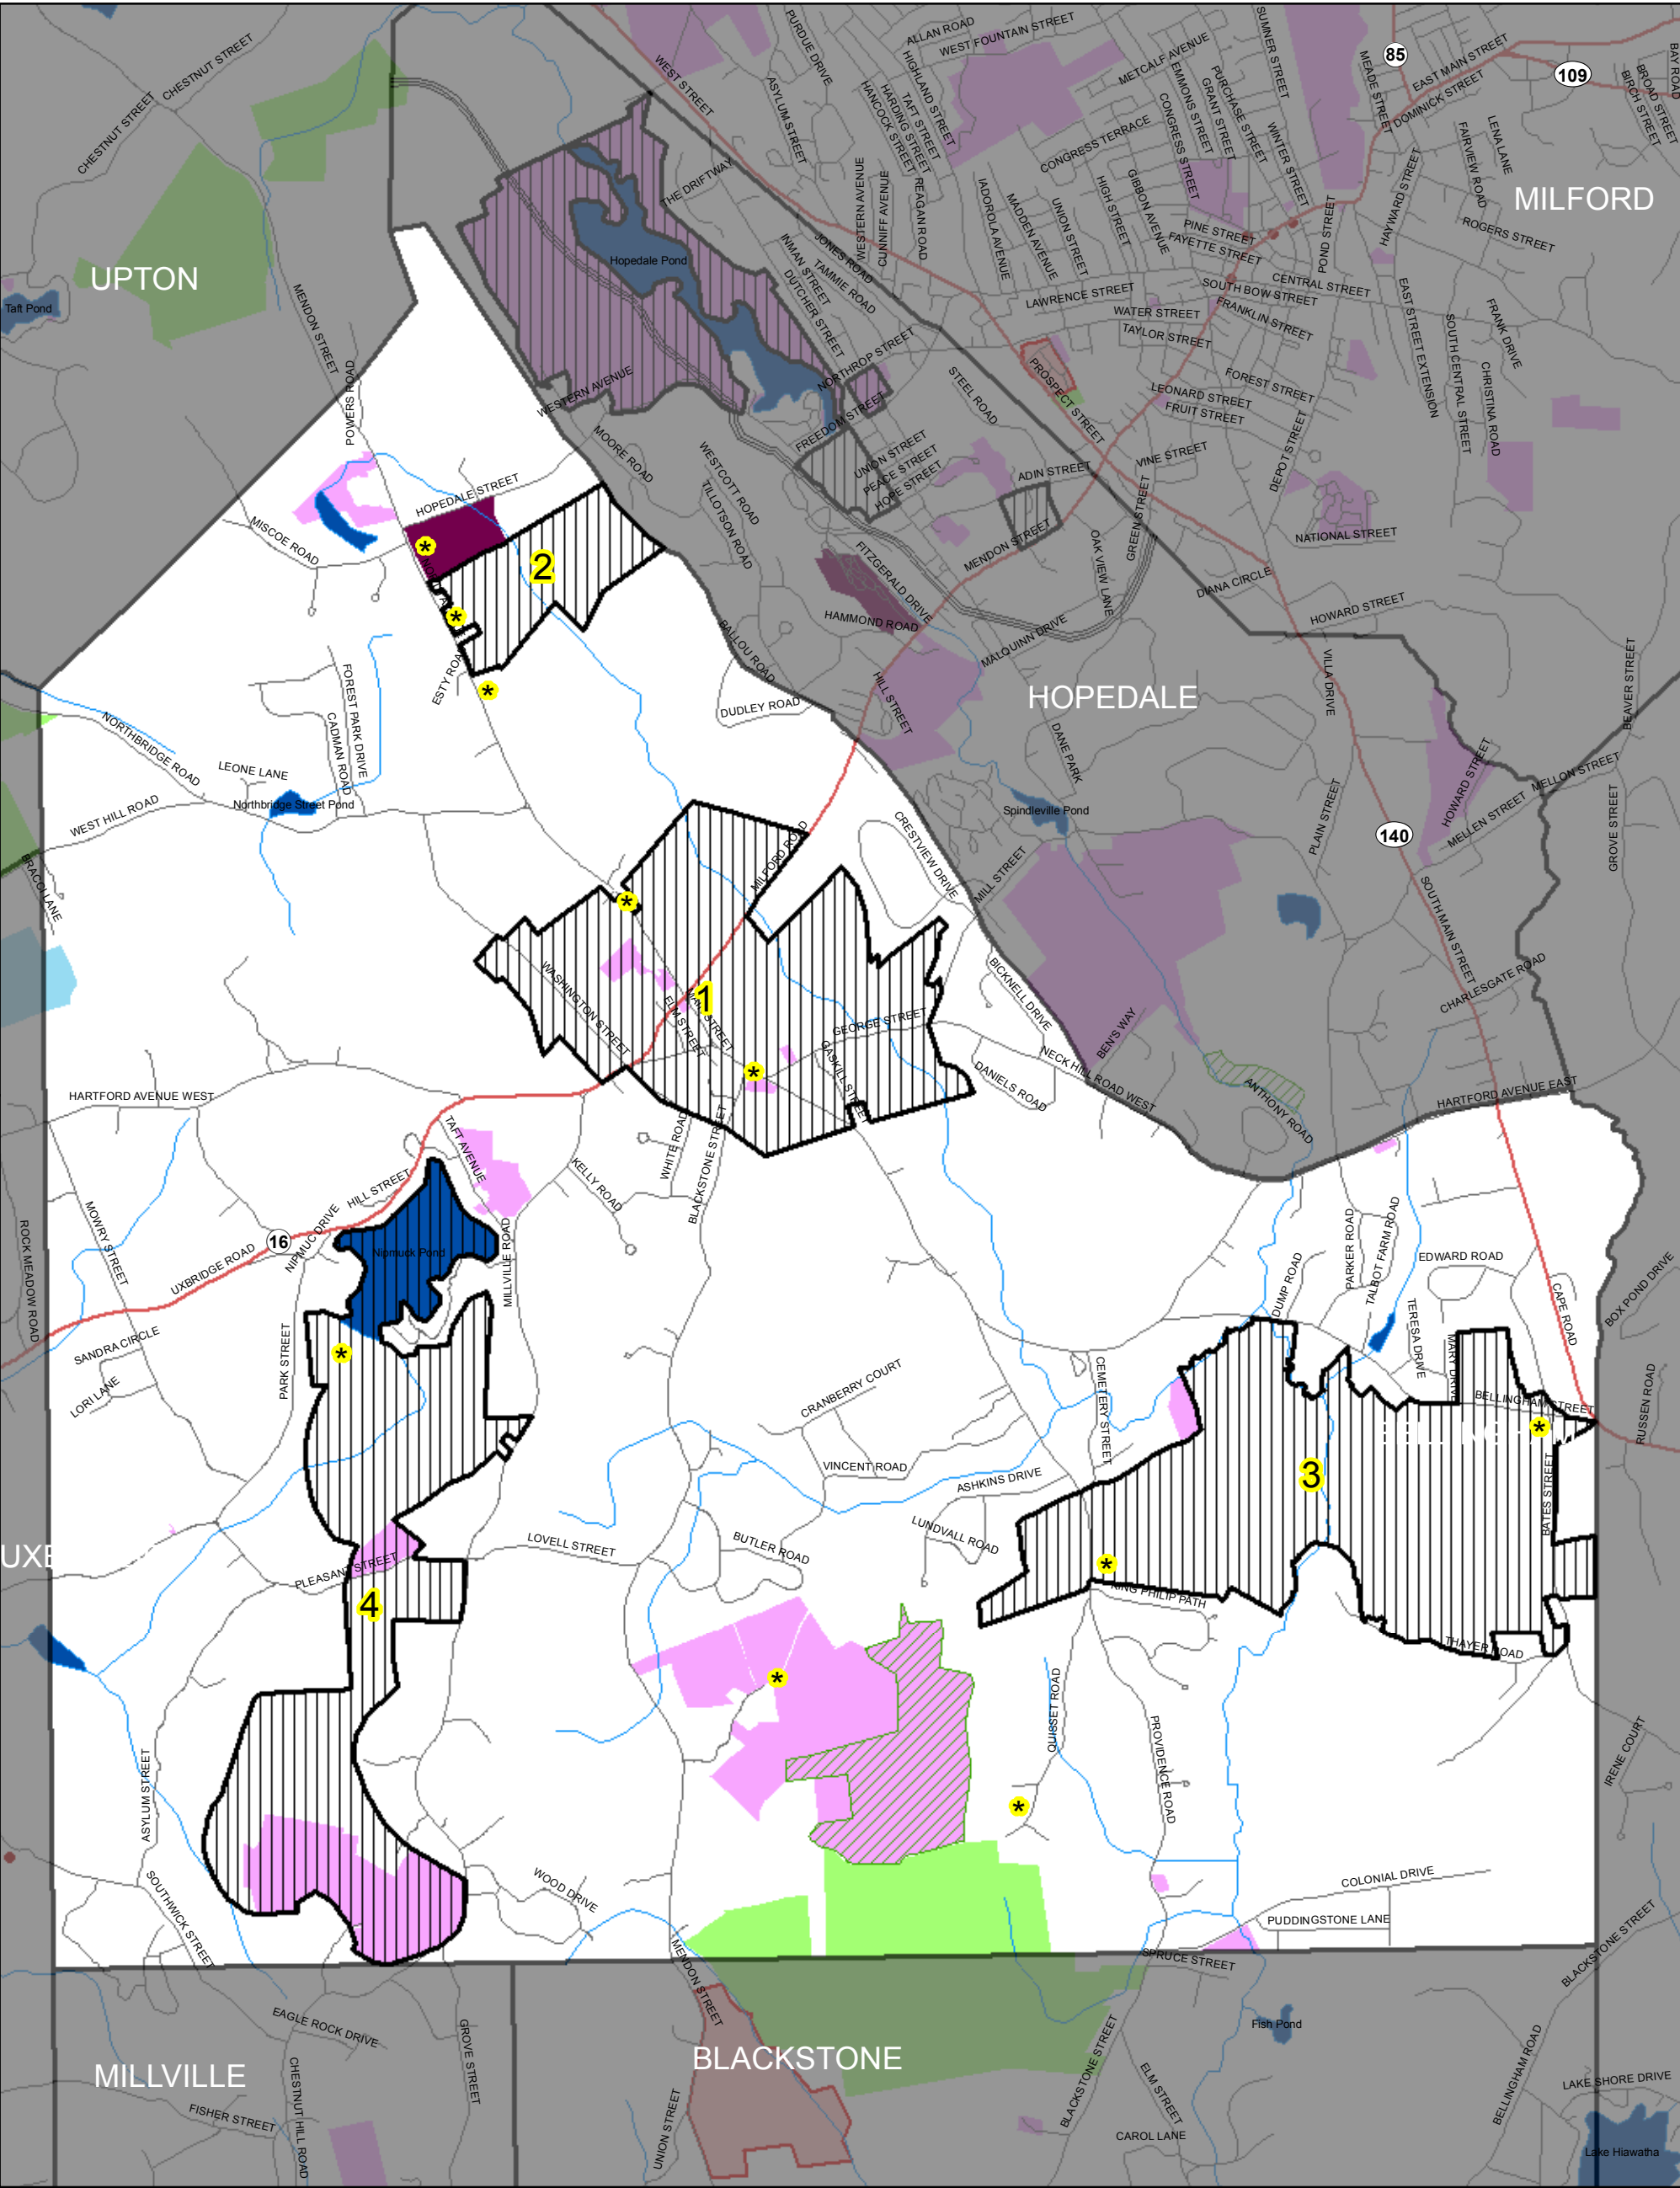 CHESTNUT STREET
CHESTNUT STREET
WEST STREET
PURDUE DRIVE
ASYLUM STREET
ALLAN ROAD
WEST FOUNTAIN STREET
HIGHLAND STREET
TAFT STREET
HARDING STREET
HANCOCK STREET
METCALF AVENUE
SUMNER STREET
PURCHASE STREET
GRANT STREET
EMMONS STREET
CONGRESS STREET
WINTER STREET
MEADE STREET
85
EAST MAIN STREET
DOMINICK STREET
109
BAY ROAD
BROAD STREET
BIRCH STREET
CONGRESS TERRACE
LENA LANE
FAIRVIEW ROAD
MILFORD
THE DRIFTWAY
WESTERN AVENUE
CUNNIFF AVENUE
REAGAN ROAD
IADOROLA AVENUE
MADDEN AVENUE
UNION STREET
HIGH STREET
GIBBON AVENUE
HAYWARD STREET
ROGERS STREET
POND STREET
PINE STREET
FAYETTE STREET
UPTON
Taft Pond
MENDON STREET
Hopedale Pond
INMAN STREET
JONES ROAD
TAMMIE ROAD
DUTCHER STREET
LAWRENCE STREET
CENTRAL STREET
SOUTH BOW STREET
WATER STREET
FRANKLIN STREET
TAYLOR STREET
EAST STREET EXTENSION
SOUTH CENTRAL STREET
FRANK DRIVE
CHRISTINA ROAD
POWERS ROAD
WESTERN AVENUE
NORTHROP STREET
STEEL ROAD
PROSPECT STREET
LEONARD STREET
FOREST STREET
FRUIT STREET
FREEDOM STREET
MOORE ROAD
WESTCOTT ROAD
TILLOTSON ROAD
UNION STREET
PEACE STREET
HOPE STREET
ADIN STREET
VINE STREET
DEPOT STREET
HOPEDALE STREET
MISCOE ROAD
2
FITZGERALD DRIVE
MENDON STREET
OAK VIEW LANE
GREEN STREET
NATIONAL STREET
DIANA CIRCLE
HOWARD STREET
HAMMOND ROAD
MALQUINN DRIVE
BALLOU ROAD
HILL STREET
HOPEDALE
VILLA DRIVE
BEAVER STREET
FOREST PARK DRIVE
CADMAN ROAD
DUDLEY ROAD
DANE PARK
NORTHBRIDGE ROAD
LEONE LANE
Northbridge Street Pond
WEST HILL ROAD
BRACCI LANE
MILFORD ROAD
CRESTVIEW DRIVE
Spindleville Pond
MILL STREET
PLAIN STREET
140
HOWARD STREET
MELLON STREET
MELLEN STREET
GROVE STREET
SOUTH MAIN STREET
CHARLESGATE ROAD
WASHINGTON STREET
ELM STREET
MAIN STREET
1
GEORGE STREET
GASKILL STREET
BICKNELL DRIVE
BEN'S WAY
NECK HILL ROAD WEST
DANIELS ROAD
ANTHONY ROAD
HARTFORD AVENUE EAST
HARTFORD AVENUE WEST
TAFT AVENUE
WHITE ROAD
BLACKSTONE STREET
KELLY ROAD
HILL STREET
NIPMUC DRIVE
Nipmuck Pond
MILLVILLE ROAD
16
UXBRIDGE ROAD
MOWRY STREET
ROCK MEADOW ROAD
SANDRA CIRCLE
LORI LANE
PARK STREET
PARKER ROAD
TALBOT FARM ROAD
EDWARD ROAD
DUMP ROAD
TERESA DRIVE
MARY DRIVE
CAPE ROAD
BOX POND DRIVE
RUSSEN ROAD
CRANBERRY COURT
CEMETERY STREET
BELLINGHAM STREET
BELLINGHAM
VINCENT ROAD
ASHKINS DRIVE
LUNDVALL ROAD
3
BATES STREET
LOVELL STREET
BUTLER ROAD
PLEASANT STREET
4
KING PHILIP PATH
THAYER ROAD
QUISSET ROAD
PROVIDENCE ROAD
IRENE COURT
ASYLUM STREET
SOUTHWICK STREET
WOOD DRIVE
COLONIAL DRIVE
PUDDINGSTONE LANE
SPRUCE STREET
MENDON STREET
BLACKSTONE STREET
EAGLE ROCK DRIVE
GROVE STREET
BLACKSTONE
MILLVILLE
CHESTNUT HILL ROAD
FISHER STREET
UNION STREET
BLACKSTONE STREET
ELM STREET
CAROL LANE
Fish Pond
BELLINGHAM ROAD
LAKE SHORE DRIVE
Lake Hiawatha